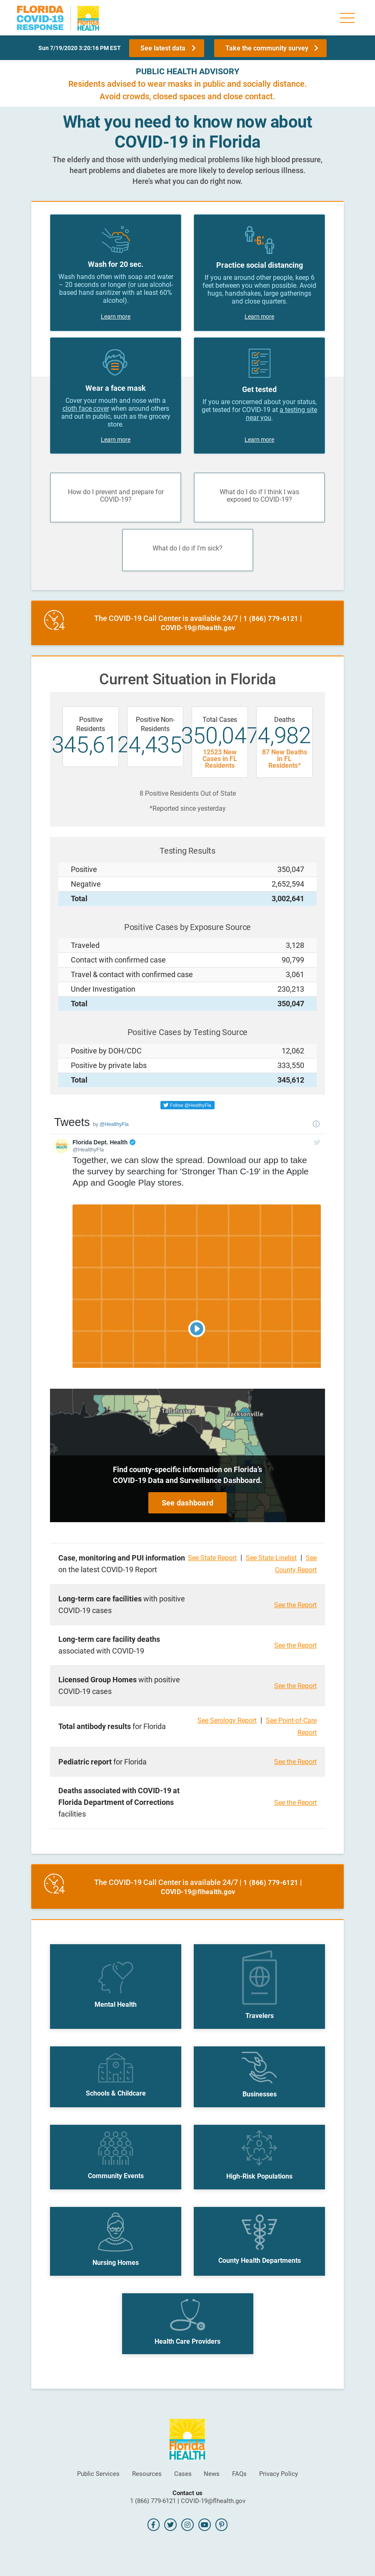 FLORIDA
COVID-19
RESPONSE
Florida
HEALTH
Sun 7/19/2020 3:20:16 PM EST
See latest data
Take the community survey
PUBLIC HEALTH ADVISORY
Residents advised to wear masks in public and socially distance.
Avoid crowds, closed spaces and close contact.
What you need to know now about
COVID-19 in Florida
The elderly and those with underlying medical problems like high blood pressure,
heart problems and diabetes are more likely to develop serious illness.
Here's what you can do right now.
Wash for 20 sec.
Wash hands often with soap and water
– 20 seconds or longer (or use alcohol-
based hand sanitizer with at least 60%
alcohol).
Learn more
6'
Practice social distancing
If you are around other people, keep 6
feet between you when possible. Avoid
hugs, handshakes, large gatherings
and close quarters.
Learn more
Wear a face mask
Cover your mouth and nose with a
cloth face cover when around others
and out in public, such as the grocery
store.
Learn more
Get tested
If you are concerned about your status,
get tested for COVID-19 at a testing site
near you.
Learn more
How do I prevent and prepare for
COVID-19?
What do I do if I think I was
exposed to COVID-19?
What do I do if I'm sick?
24
The COVID-19 Call Center is available 24/7 | 1 (866) 779-6121 |
COVID-19@flhealth.gov
Current Situation in Florida
Positive
Residents
345,612
Positive Non-
Residents
4,435
Total Cases
350,047
12523 New
Cases in FL
Residents
Deaths
4,982
87 New Deaths
in FL
Residents*
8 Positive Residents Out of State
*Reported since yesterday
Testing Results
Positive 350,047
Negative 2,652,594
Total 3,002,641
Positive Cases by Exposure Source
Traveled 3,128
Contact with confirmed case 90,799
Travel & contact with confirmed case 3,061
Under Investigation 230,213
Total 350,047
Positive Cases by Testing Source
Positive by DOH/CDC 12,062
Positive by private labs 333,550
Total 345,612
Follow @HealthyFla
Tweets by @HealthyFla
Florida Dept. Health
@HealthyFla
Together, we can slow the spread. Download our app to take
the survey by searching for 'Stronger Than C-19' in the Apple
App and Google Play stores.
Tallahassee
Jacksonville
Find county-specific information on Florida's
COVID-19 Data and Surveillance Dashboard.
See dashboard
Case, monitoring and PUI information See State Report | See State Linelist | See
on the latest COVID-19 Report County Report
Long-term care facilities with positive
COVID-19 cases
See the Report
Long-term care facility deaths
associated with COVID-19
See the Report
Licensed Group Homes with positive
COVID-19 cases
See the Report
Total antibody results for Florida
See Serology Report | See Point-of-Care
Report
Pediatric report for Florida
See the Report
Deaths associated with COVID-19 at
Florida Department of Corrections
facilities
See the Report
24
The COVID-19 Call Center is available 24/7 | 1 (866) 779-6121 |
COVID-19@flhealth.gov
Mental Health
Travelers
Schools & Childcare
Businesses
Community Events
High-Risk Populations
Nursing Homes
County Health Departments
Health Care Providers
Florida
HEALTH
Public Services Resources Cases News FAQs Privacy Policy
Contact us
1 (866) 779-6121 | COVID-19@flhealth.gov